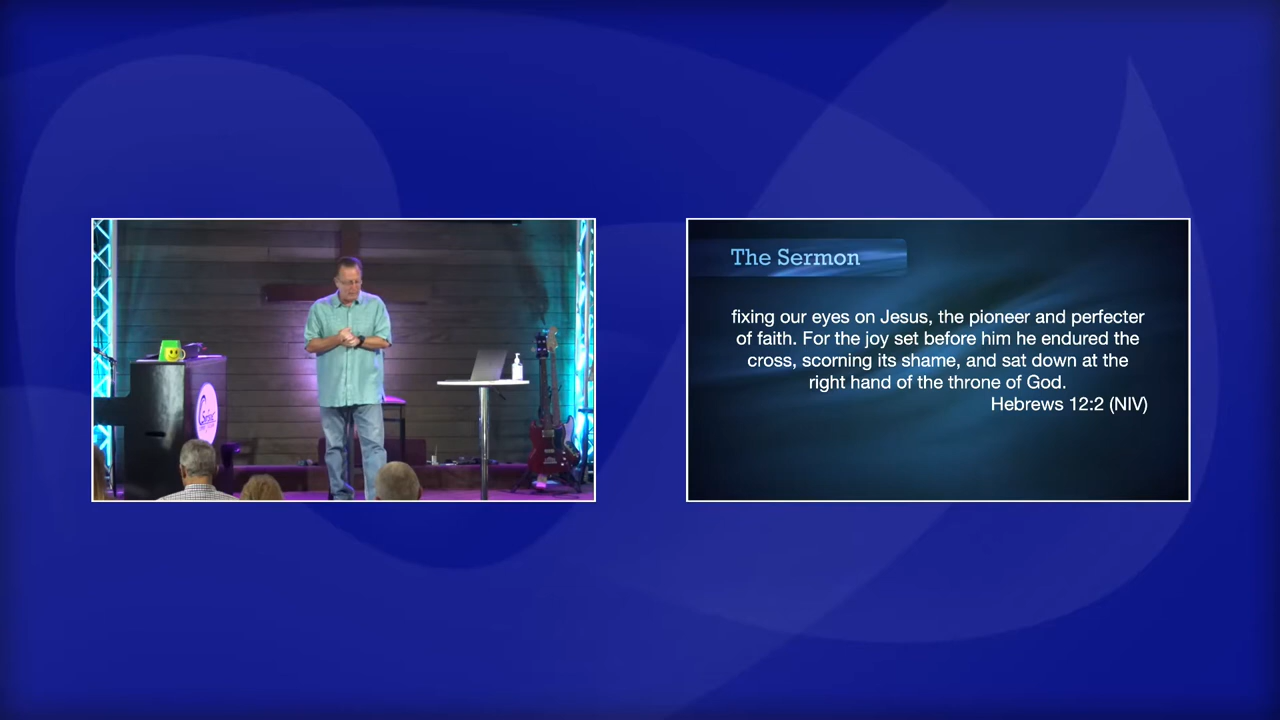 The Sermon
fixing our eyes on Jesus, the pioneer and perfecter
of faith. For the joy set before him he endured the
cross, scorning its shame, and sat down at the
right hand of the throne of God.
Hebrews 12:2 (NIV)